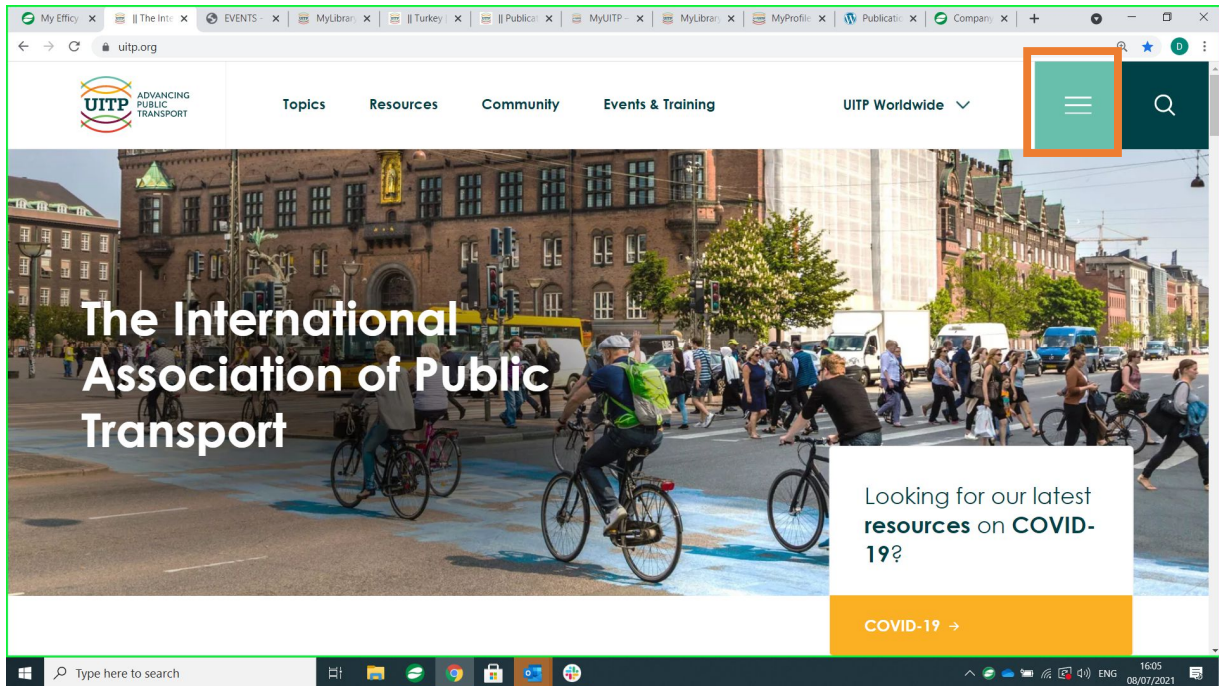 My Efficy
|| The Inte
EVENTS -
MyLibrar
|| Turkey |
|| Publicat
MyUITP -
MyLibrar
MyProfile
Publicatio
Company
uitp.org
D
UITP
ADVANCING
PUBLIC
TRANSPORT
Topics
Resources
Community
Events & Training
UITP Worldwide
The International
Association of Public
Transport
Looking for our latest
resources on COVID-
19?
COVID-19 →
Type here to search
ENG
16:05
08/07/2021